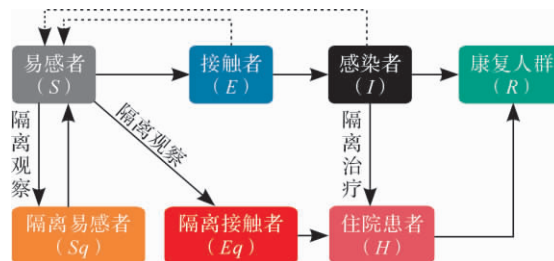 易感者
(S)
接触者
(E)
感染者
(I)
康复人群
(R)
隔离观察
隔离观察
隔离治疗
隔离易感者
(Sq)
隔离接触者
(Eq)
住院患者
(H)